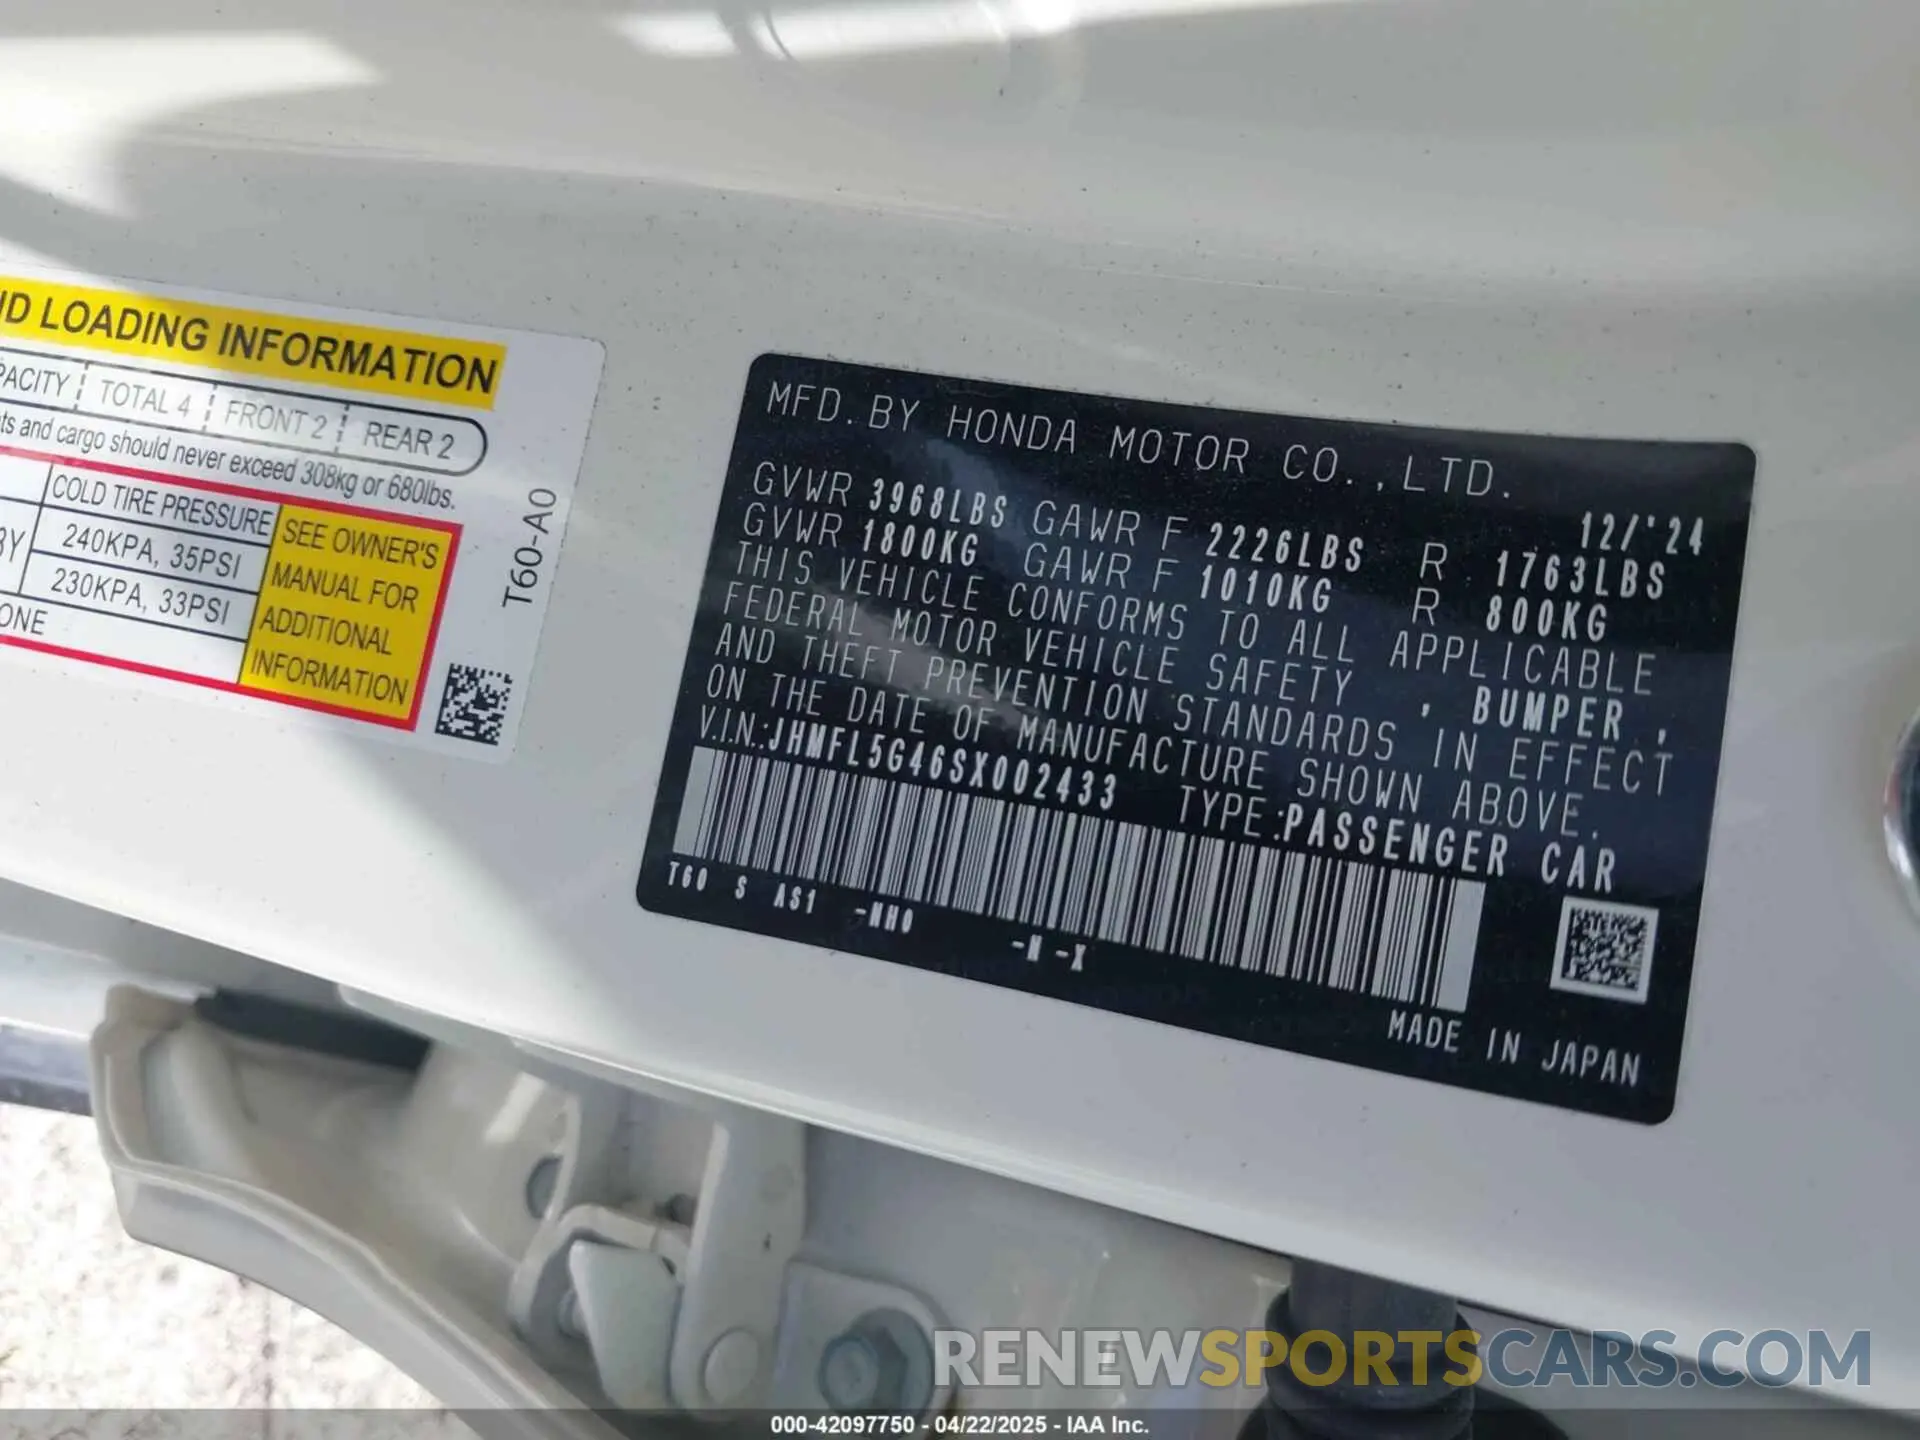 LOADING INFORMATION
TOTAL 4 FRONT 2 REAR 2
and cargo should never exceed 308kg or 680lbs.
COLD TIRE PRESSURE
240KPA, 35PSI
230KPA, 33PSI
SEE OWNER'S
MANUAL FOR
ADDITIONAL
INFORMATION
T60-A0
MFD.BY HONDA MOTOR CO.,LTD.
12/'24
GVWR 3968LBS GAWR F 2226LBS R 1763LBS
GVWR 1800KG GAWR F 1010KG R 800KG
THIS VEHICLE CONFORMS TO ALL APPLICABLE
FEDERAL MOTOR VEHICLE SAFETY , BUMPER ,
AND THEFT PREVENTION STANDARDS IN EFFECT
ON THE DATE OF MANUFACTURE SHOWN ABOVE.
V.I.N.:JHMFL5G46SX002433 TYPE:PASSENGER CAR
T60 S AS1 -NH0 -N -X
MADE IN JAPAN
RENEWSPORTSCARS.COM
000-42097750 - 04/22/2025 - IAA Inc.